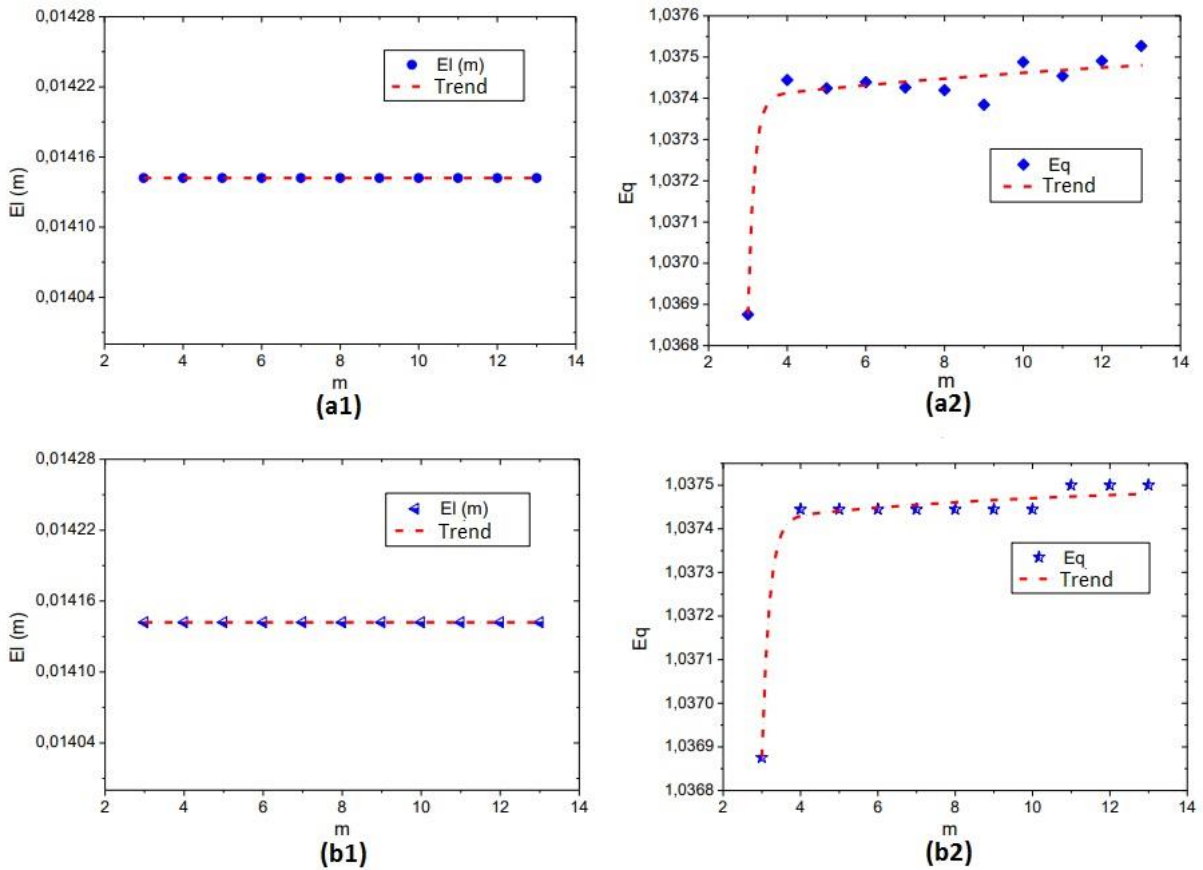 0,01428
0,01422
0,01416
0,01410
0,01404
El (m)
El (m)
Trend
2
4
6
8
10
12
14
m
(a1)
1,0376
1,0375
1,0374
1,0373
1,0372
1,0371
1,0370
1,0369
1,0368
Eq
Eq
Trend
2
4
6
8
10
12
14
m
(a2)
0,01428
0,01422
0,01416
0,01410
0,01404
El (m)
El (m)
Trend
2
4
6
8
10
12
14
m
(b1)
1,0375
1,0374
1,0373
1,0372
1,0371
1,0370
1,0369
1,0368
Eq
Eq
Trend
2
4
6
8
10
12
14
m
(b2)